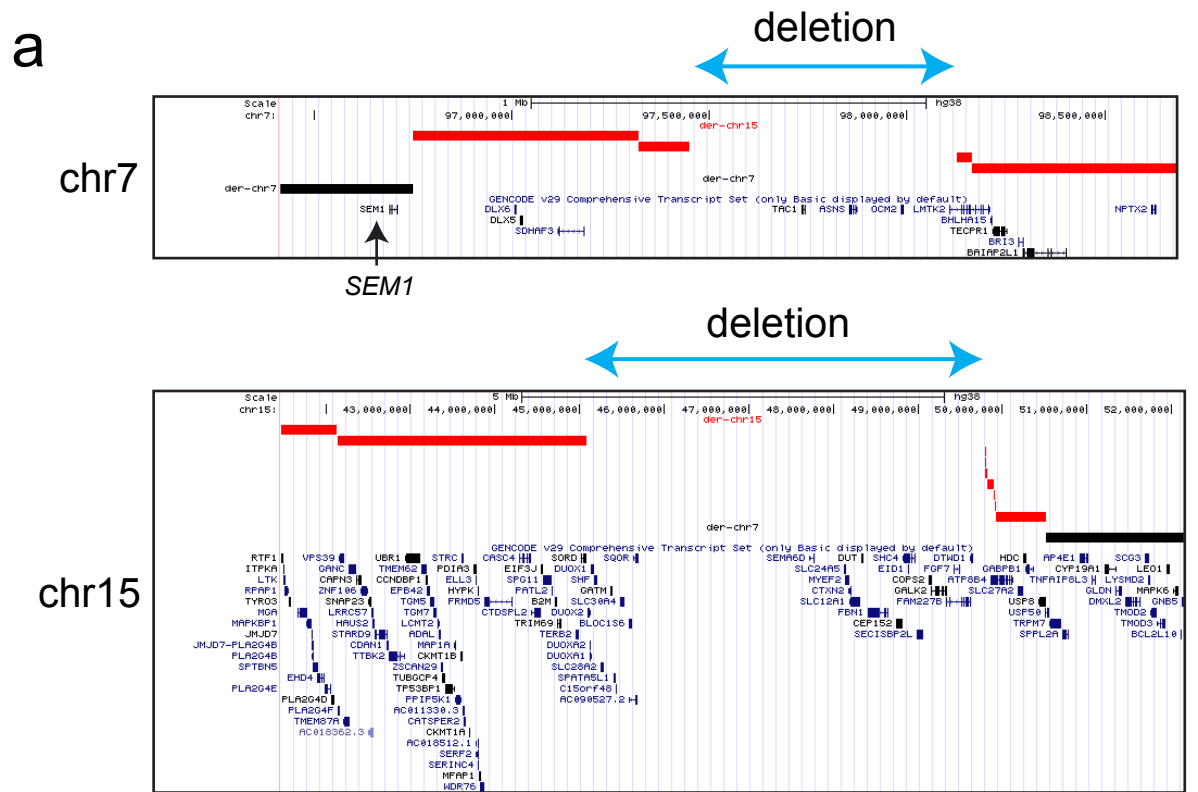 a
deletion
Scale 1 Mb hg38
chr7: 97,000,000 97,500,000 98,000,000 98,500,000
der-chr15
chr7
der-chr7 der-chr7
GENCODE v29 Comprehensive Transcript Set (only Basic displayed by default)
SEM1 DLX6 TAC1 ASNS OCM2 LMTK2 NPTX2
DLX5 BHLHA15
SDHAF3 TECPR1
BRI3
BAIAP2L1
SEM1
deletion
Scale 5 Mb hg38
chr15: 43,000,000 44,000,000 45,000,000 46,000,000 47,000,000 48,000,000 49,000,000 50,000,000 51,000,000 52,000,000
der-chr15
der-chr7
GENCODE v29 Comprehensive Transcript Set (only Basic displayed by default)
chr15
RTF1 VPS39 UBR1 STRC CASC4 SORD SQOR SEMA6D DUT SHC4 DTWD1 HDC AP4E1 SCG3
ITPKA GANC TMEM62 PDIA3 EIF3J DUOX1 SLC24A5 EID1 FGF7 GABPB1 CYP19A1 LEO1
LTK CAPN3 CCNDBP1 ELL3 SPG11 SHF MYEF2 COPS2 ATP8B4 TNFAIP8L3 LYSMD2
RPAP1 ZNF106 EPB42 HYPK PATL2 GATM CTXN2 GALK2 SLC27A2 GLDN MAPK6
TYRO3 SNAP23 TGM5 FRMD5 B2M SLC30A4 SLC12A1 FAM227B USP8 DMXL2 GNB5
MGA LRRC57 TGM7 CTDSPL2 DUOX2 FBN1 USP50 TMOD2
MAPKBP1 HAUS2 LCMT2 TRIM69 BLOC1S6 CEP152 TRPM7 TMOD3
JMJD7 STARD9 ADAL TERB2 SECISBP2L SPPL2A BCL2L10
JMJD7-PLA2G4B CDAN1 MAP1A DUOXA2
PLA2G4B TTBK2 CKMT1B DUOXA1
SPTBN5 ZSCAN29 SLC28A2
EHD4 TUBGCP4 SPATA5L1
PLA2G4E TP53BP1 C15orf48
PLA2G4D PPIP5K1 AC090527.2
PLA2G4F AC011330.3
TMEM87A CATSPER2
AC018362.3 CKMT1A
AC018512.1
SERF2
SERINC4
MFAP1
WDR76